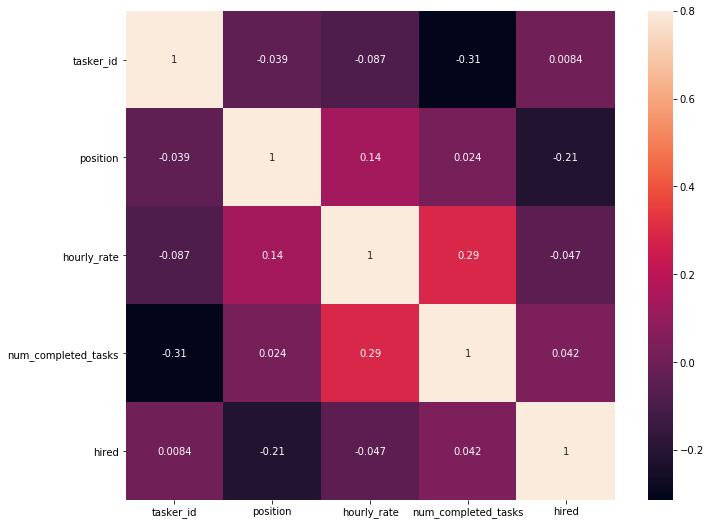 tasker_id 1 -0.039 -0.087 -0.31 0.0084
position -0.039 1 0.14 0.024 -0.21
hourly_rate -0.087 0.14 1 0.29 -0.047
num_completed_tasks -0.31 0.024 0.29 1 0.042
hired 0.0084 -0.21 -0.047 0.042 1
tasker_id position hourly_rate num_completed_tasks hired
0.8
0.6
0.4
0.2
0.0
−0.2